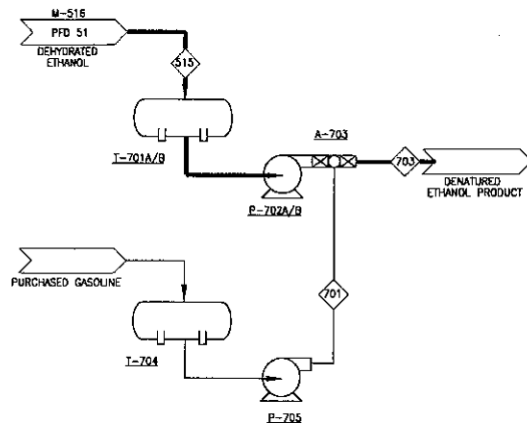 M-516
PFD 51
DEHYDRATED
ETHANOL
515
T-701A/B
A-703
P-702A/B
703
DENATURED
ETHANOL PRODUCT
PURCHASED GASOLINE
701
T-704
P-705